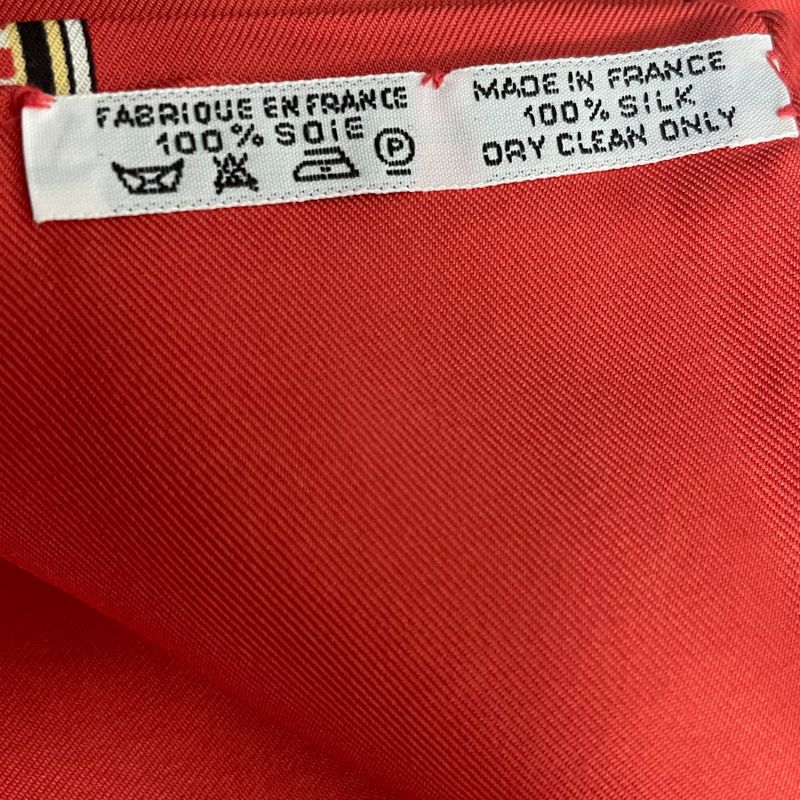 FABRIQUE EN FRANCE
100% SOIE
P
MADE IN FRANCE
100% SILK
DRY CLEAN ONLY